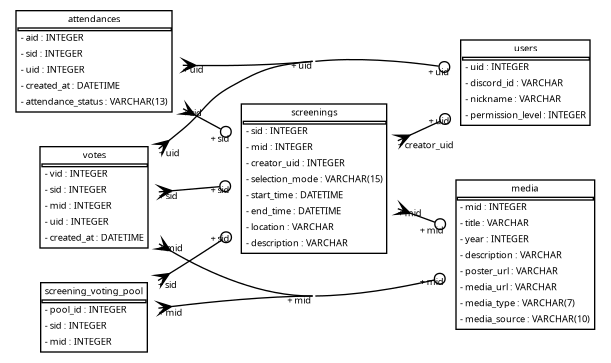 attendances
- aid : INTEGER
- sid : INTEGER
- uid : INTEGER
- created_at : DATETIME
- attendance_status : VARCHAR(13)
users
- uid : INTEGER
- discord_id : VARCHAR
- nickname : VARCHAR
- permission_level : INTEGER
screenings
- sid : INTEGER
- mid : INTEGER
- creator_uid : INTEGER
- selection_mode : VARCHAR(15)
- start_time : DATETIME
- end_time : DATETIME
- location : VARCHAR
- description : VARCHAR
votes
- vid : INTEGER
- sid : INTEGER
- mid : INTEGER
- uid : INTEGER
- created_at : DATETIME
media
- mid : INTEGER
- title : VARCHAR
- year : INTEGER
- description : VARCHAR
- poster_url : VARCHAR
- media_url : VARCHAR
- media_type : VARCHAR(7)
- media_source : VARCHAR(10)
screening_voting_pool
- pool_id : INTEGER
- sid : INTEGER
- mid : INTEGER
+ uid
+ uid
+ uid
+ sid
+ uid
+ uid
creator_uid
+ sid
+ sid
+ mid
+ sid
+ mid
+ sid
+ mid
+ mid
+ mid